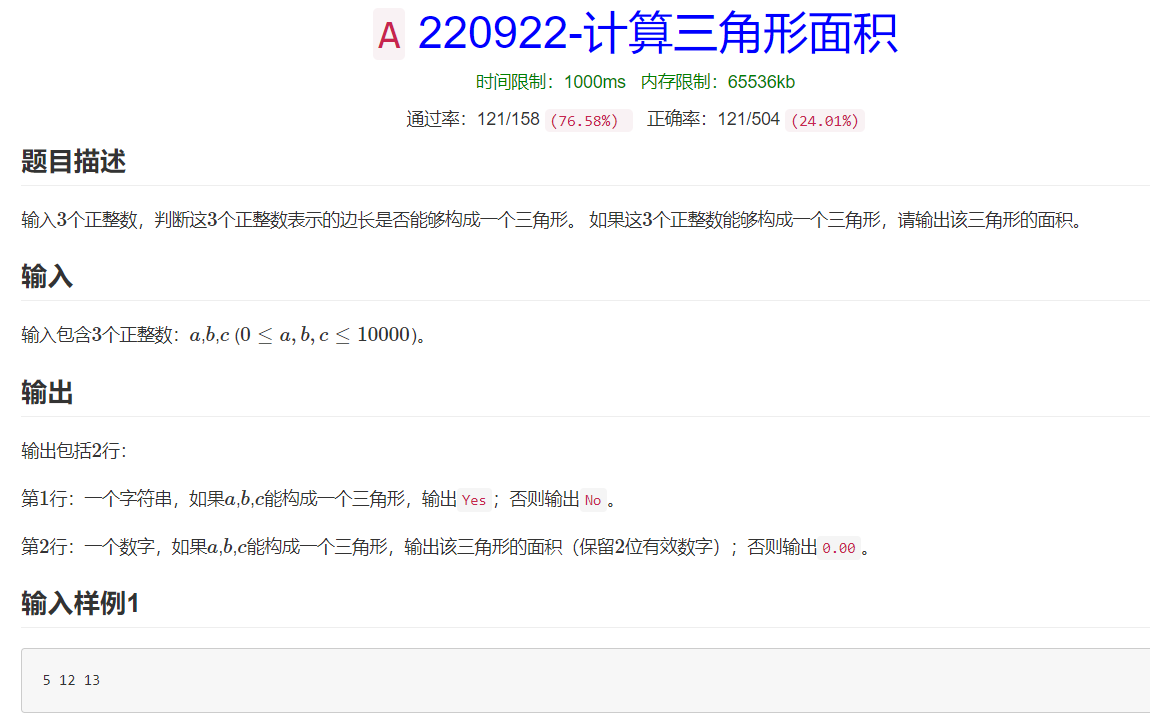 A 220922-计算三角形面积
时间限制：1000ms 内存限制：65536kb
通过率：121/158 (76.58%) 正确率：121/504 (24.01%)
题目描述
输入3个正整数，判断这3个正整数表示的边长是否能够构成一个三角形。 如果这3个正整数能够构成一个三角形，请输出该三角形的面积。
输入
输入包含3个正整数：a,b,c (0 ≤ a, b, c ≤ 10000)。
输出
输出包括2行：
第1行：一个字符串，如果a,b,c能构成一个三角形，输出 Yes ；否则输出 No 。
第2行：一个数字，如果a,b,c能构成一个三角形，输出该三角形的面积（保留2位有效数字）；否则输出 0.00 。
输入样例1
5 12 13